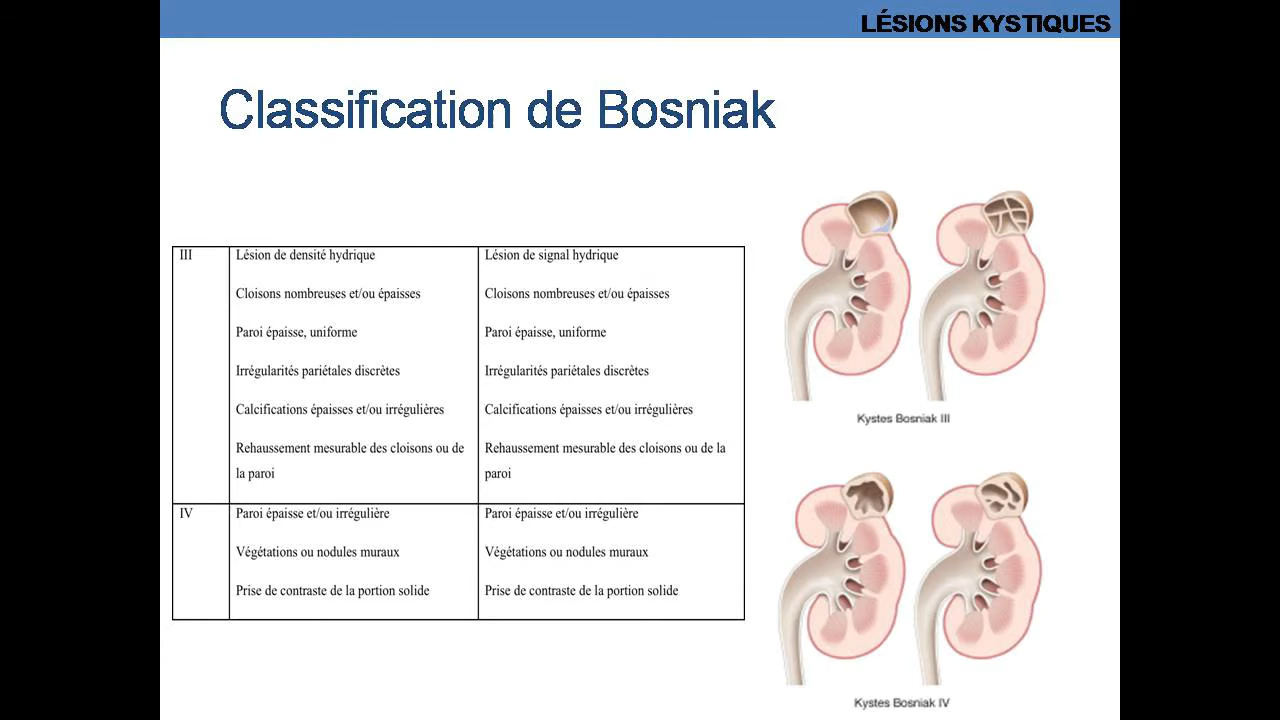 LÉSIONS KYSTIQUES
Classification de Bosniak
III
Lésion de densité hydrique
Cloisons nombreuses et/ou épaisses
Paroi épaisse, uniforme
Irrégularités pariétales discrètes
Calcifications épaisses et/ou irrégulières
Rehaussement mesurable des cloisons ou de
la paroi
Lésion de signal hydrique
Cloisons nombreuses et/ou épaisses
Paroi épaisse, uniforme
Irrégularités pariétales discrètes
Calcifications épaisses et/ou irrégulières
Rehaussement mesurable des cloisons ou de la
paroi
IV
Paroi épaisse et/ou irrégulière
Végétations ou nodules muraux
Prise de contraste de la portion solide
Paroi épaisse et/ou irrégulière
Végétations ou nodules muraux
Prise de contraste de la portion solide
Kystes Bosniak III
Kystes Bosniak IV